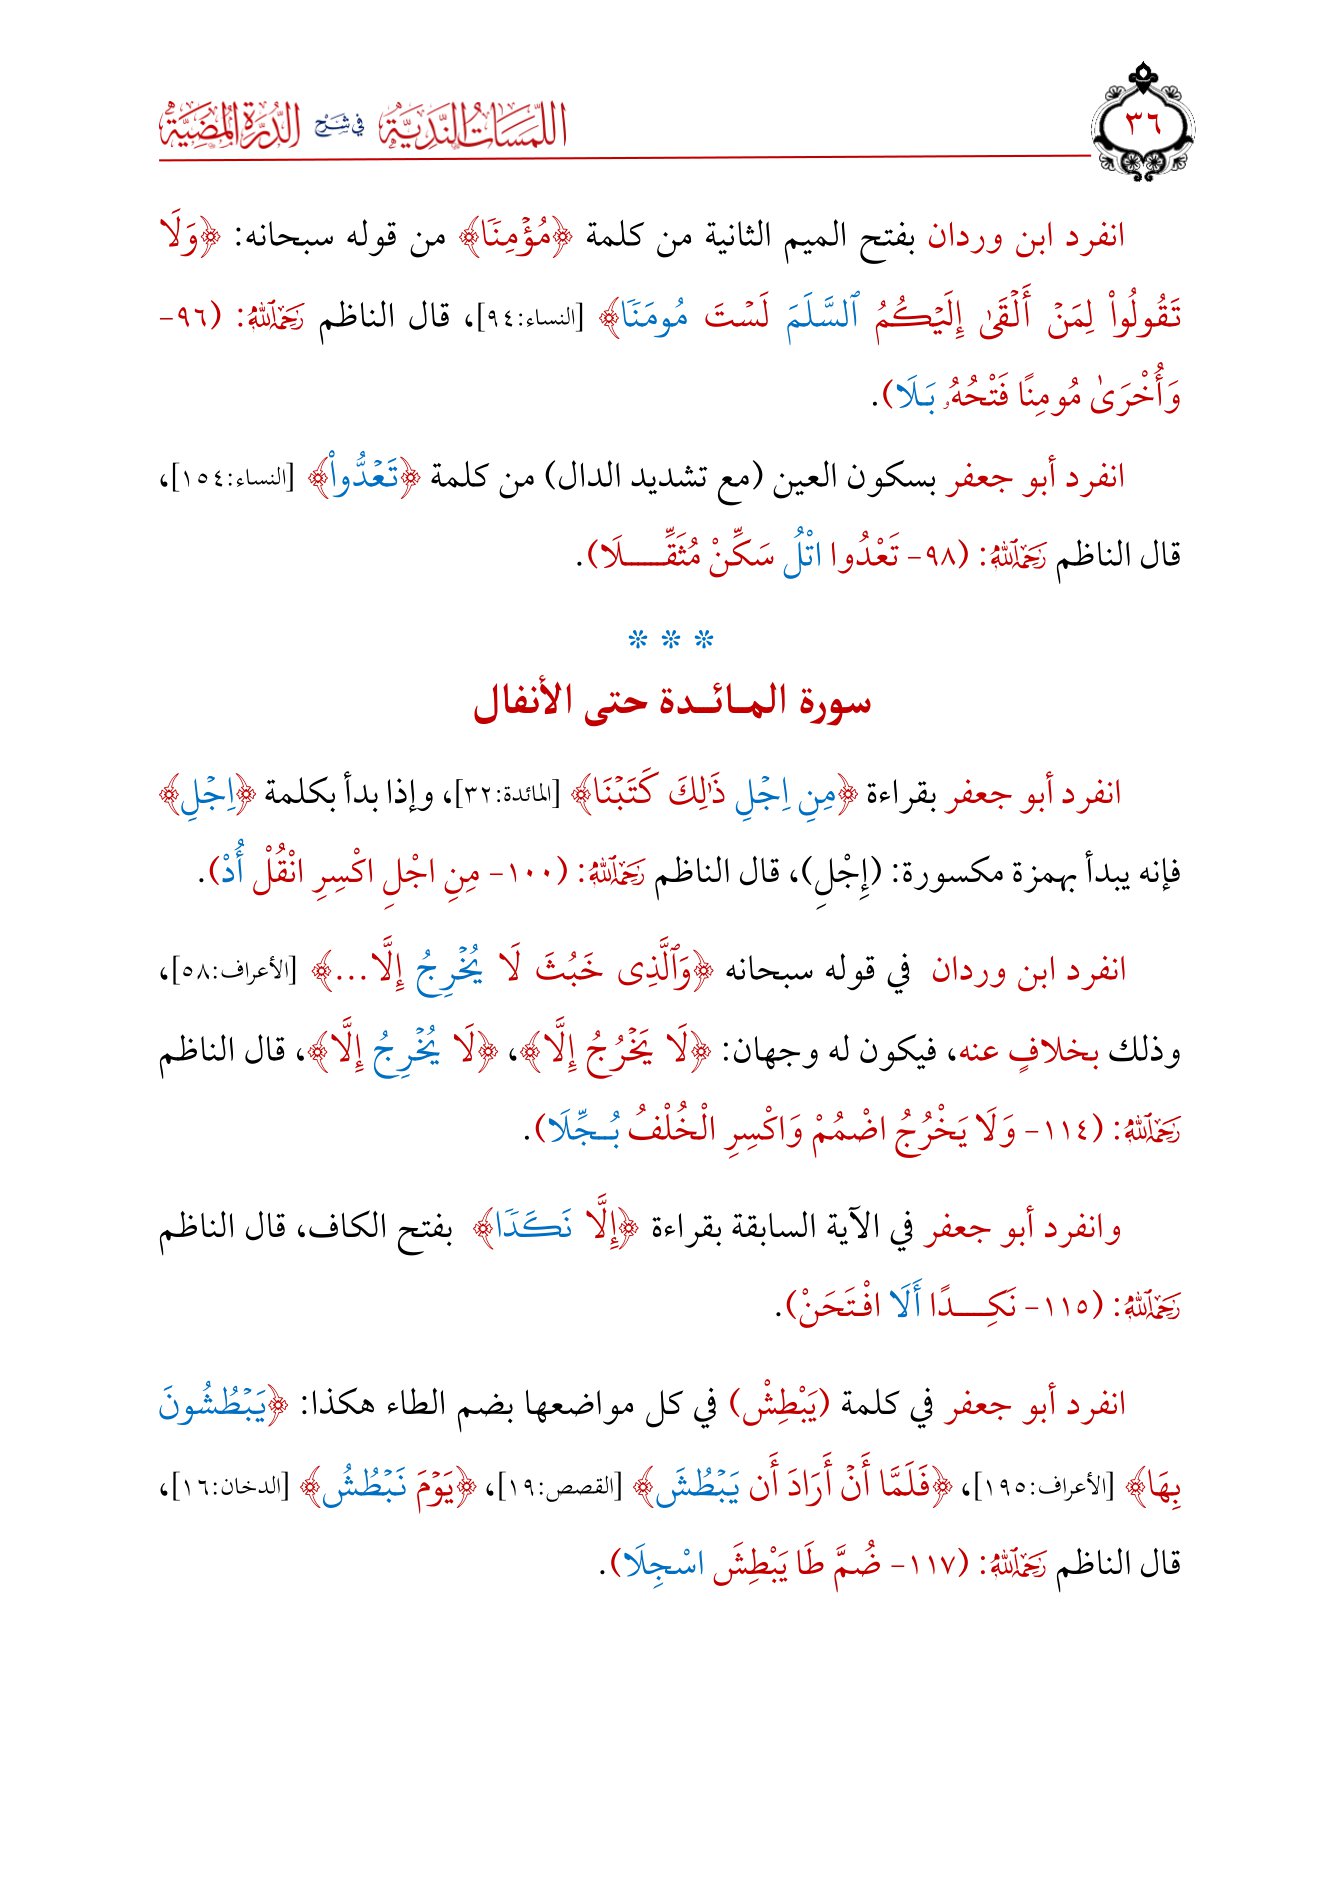 ٣٦
اللمسات الندية في شرح الدرة المضية
انفرد ابن وردان بفتح الميم الثانية من كلمة ﴿مُؤْمِنٗا﴾ من قوله سبحانه: ﴿وَلَا
تَقُولُواْ لِمَنْ أَلْقَىٰٓ إِلَيْكُمُ ٱلسَّلَمَ لَسْتَ مُومَنٗا﴾ [النساء:٩٤]، قال الناظم رَحِمَهُ ٱللَّهُ: (٩٦-
وَأُخْرَىٰ مُومِنًا فَتْحُهُۥ بَلَا).
انفرد أبو جعفر بسكون العين (مع تشديد الدال) من كلمة ﴿تَعْدُّواْ﴾ [النساء:١٥٤]،
قال الناظم رَحِمَهُ ٱللَّهُ: (٩٨- تَعْدُوا اتْلُ سَكِّنْ مُثَقِّـــلَا).
* * *
سورة المـائـدة حتى الأنفال
انفرد أبو جعفر بقراءة ﴿مِنِ اِجْلِ ذَٰلِكَ كَتَبْنَا﴾ [المائدة:٣٢]، وإذا بدأ بكلمة ﴿اِجْلِ﴾
فإنه يبدأ بهمزة مكسورة: (إِجْلِ)، قال الناظم رَحِمَهُ ٱللَّهُ: (١٠٠- مِنِ اجْلِ اكْسِرِ انْقُلْ أُدْ).
انفرد ابن وردان في قوله سبحانه ﴿وَٱلَّذِى خَبُثَ لَا يُخْرِجُ إِلَّا...﴾ [الأعراف:٥٨]،
وذلك بخلافٍ عنه، فيكون له وجهان: ﴿لَا يَخْرُجُ إِلَّا﴾، ﴿لَا يُخْرِجُ إِلَّا﴾، قال الناظم
رَحِمَهُ ٱللَّهُ: (١١٤- وَلَا يَخْرُجُ اضْمُمْ وَاكْسِرِ الْخُلْفُ بُـجِّلَا).
وانفرد أبو جعفر في الآية السابقة بقراءة ﴿إِلَّا نَكَدٗا﴾ بفتح الكاف، قال الناظم
رَحِمَهُ ٱللَّهُ: (١١٥- نَكِـــدًا أَلَا افْتَحَنْ).
انفرد أبو جعفر في كلمة (يَبْطِشْ) في كل مواضعها بضم الطاء هكذا: ﴿يَبْطُشُونَ
بِهَا﴾ [الأعراف:١٩٥]، ﴿فَلَمَّا أَنْ أَرَادَ أَن يَبْطُشَ﴾ [القصص:١٩]، ﴿يَوْمَ نَبْطُشُ﴾ [الدخان:١٦]،
قال الناظم رَحِمَهُ ٱللَّهُ: (١١٧- ضُمَّ طَا يَبْطِشَ اسْجِلَا).